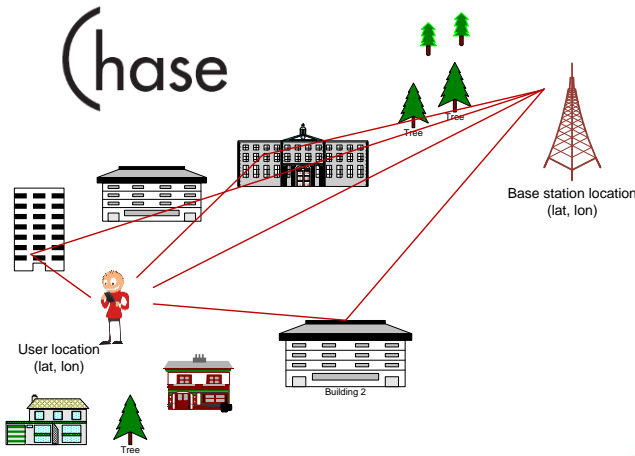 Chase
Tree
Tree
Base station location
(lat, lon)
User location
(lat, lon)
Building 2
Tree